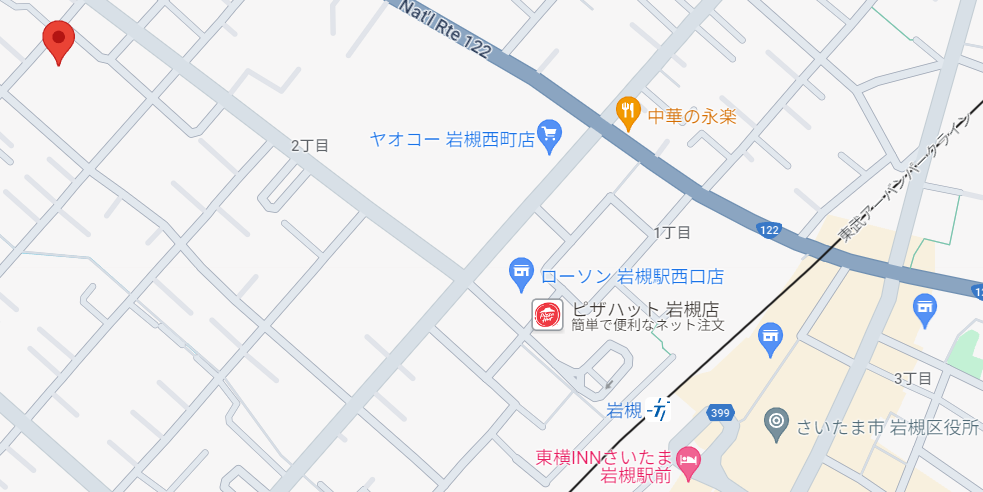 Nat'l Rte 122
中華の永楽
ヤオコー 岩槻西町店
2丁目
東武アーバンパークライン
1丁目
122
ローソン 岩槻駅西口店
ピザハット 岩槻店
簡単で便利なネット注文
3丁目
岩槻
399
さいたま市 岩槻区役所
東横INNさいたま
岩槻駅前